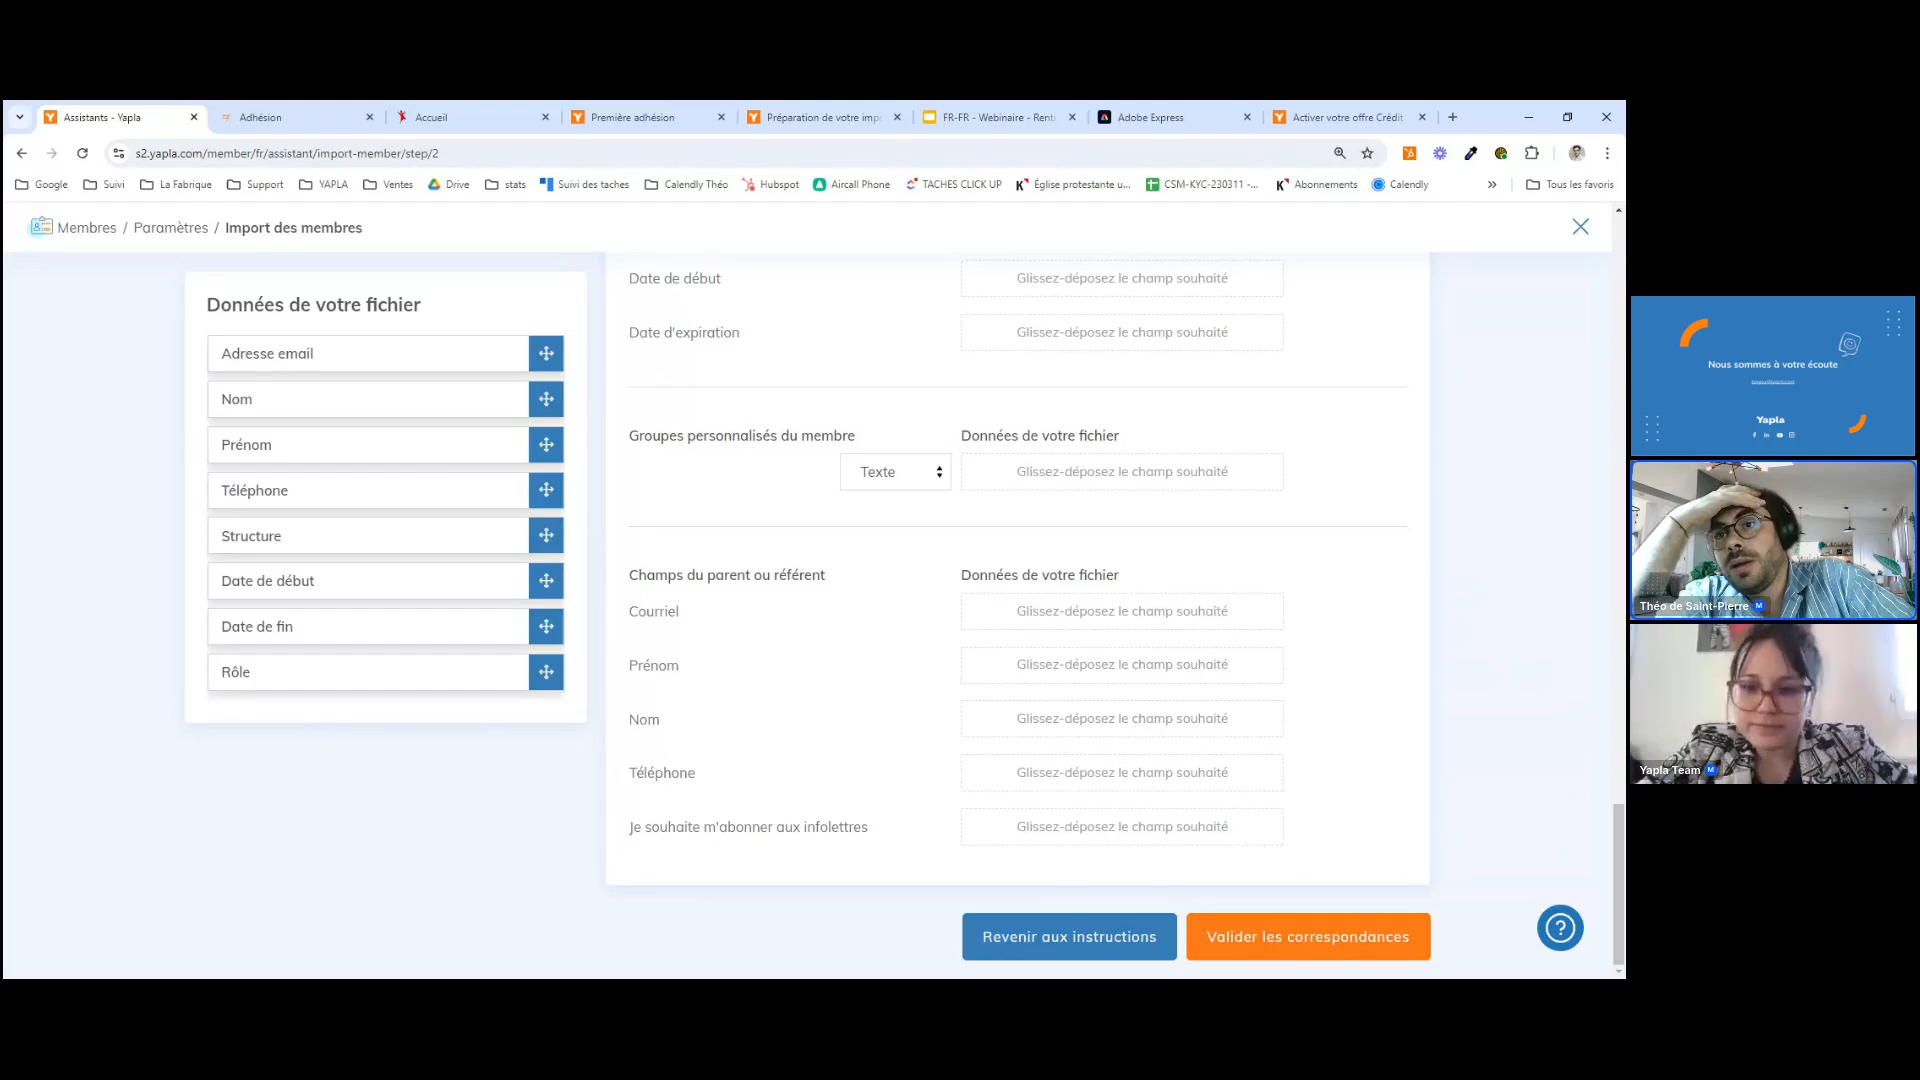 Assistants - Yapla
Adhésion
Accueil
Première adhésion
Préparation de votre imp
FR-FR - Webinaire - Rent
Adobe Express
Activer votre offre Crédit
s2.yapla.com/member/fr/assistant/import-member/step/2
Google
Suivi
La Fabrique
Support
YAPLA
Ventes
Drive
stats
Suivi des taches
Calendly Théo
Hubspot
Aircall Phone
TACHES CLICK UP
Église protestante u...
CSM-KYC-230311 -...
Abonnements
Calendly
Tous les favoris
Membres / Paramètres / Import des membres
Données de votre fichier
Adresse email
Nom
Prénom
Téléphone
Structure
Date de début
Date de fin
Rôle
Date de début
Glissez-déposez le champ souhaité
Date d'expiration
Glissez-déposez le champ souhaité
Groupes personnalisés du membre
Données de votre fichier
Texte
Glissez-déposez le champ souhaité
Champs du parent ou référent
Données de votre fichier
Courriel
Glissez-déposez le champ souhaité
Prénom
Glissez-déposez le champ souhaité
Nom
Glissez-déposez le champ souhaité
Téléphone
Glissez-déposez le champ souhaité
Je souhaite m'abonner aux infolettres
Glissez-déposez le champ souhaité
Revenir aux instructions
Valider les correspondances
Nous sommes à votre écoute
Yapla
Théo de Saint-Pierre
Yapla Team